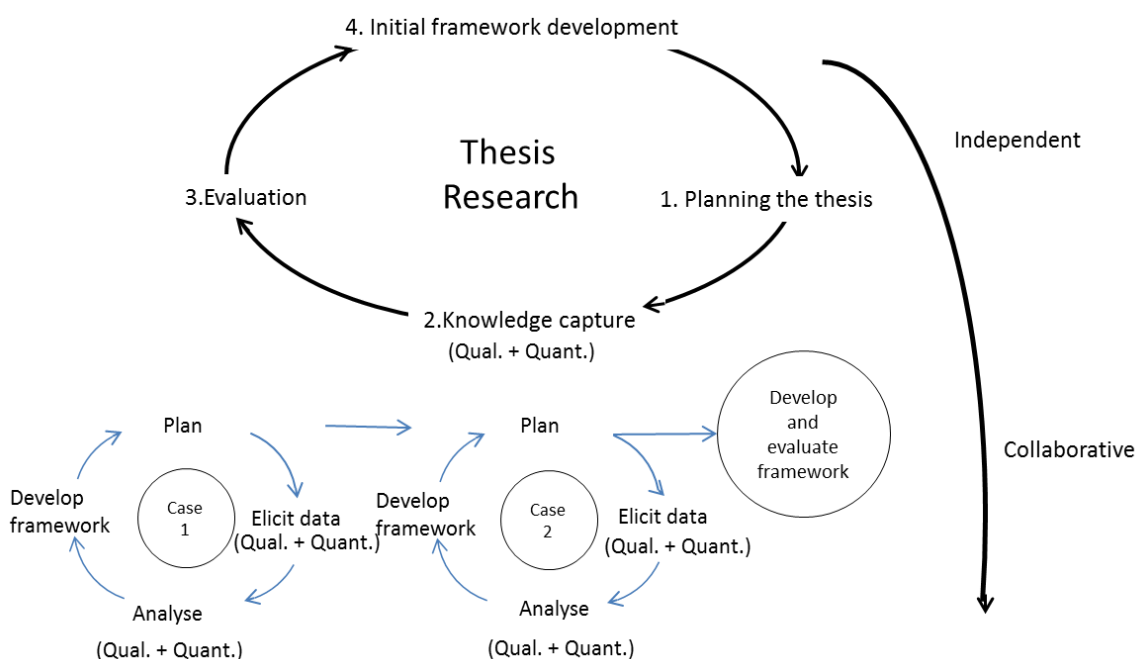 4. Initial framework development
Independent
Thesis
Research
3.Evaluation
1. Planning the thesis
2.Knowledge capture
(Qual. + Quant.)
Plan
Develop
framework
Case
1
Elicit data
(Qual. + Quant.)
Analyse
(Qual. + Quant.)
Plan
Develop
framework
Case
2
Elicit data
(Qual. + Quant.)
Analyse
(Qual. + Quant.)
Develop
and
evaluate
framework
Collaborative